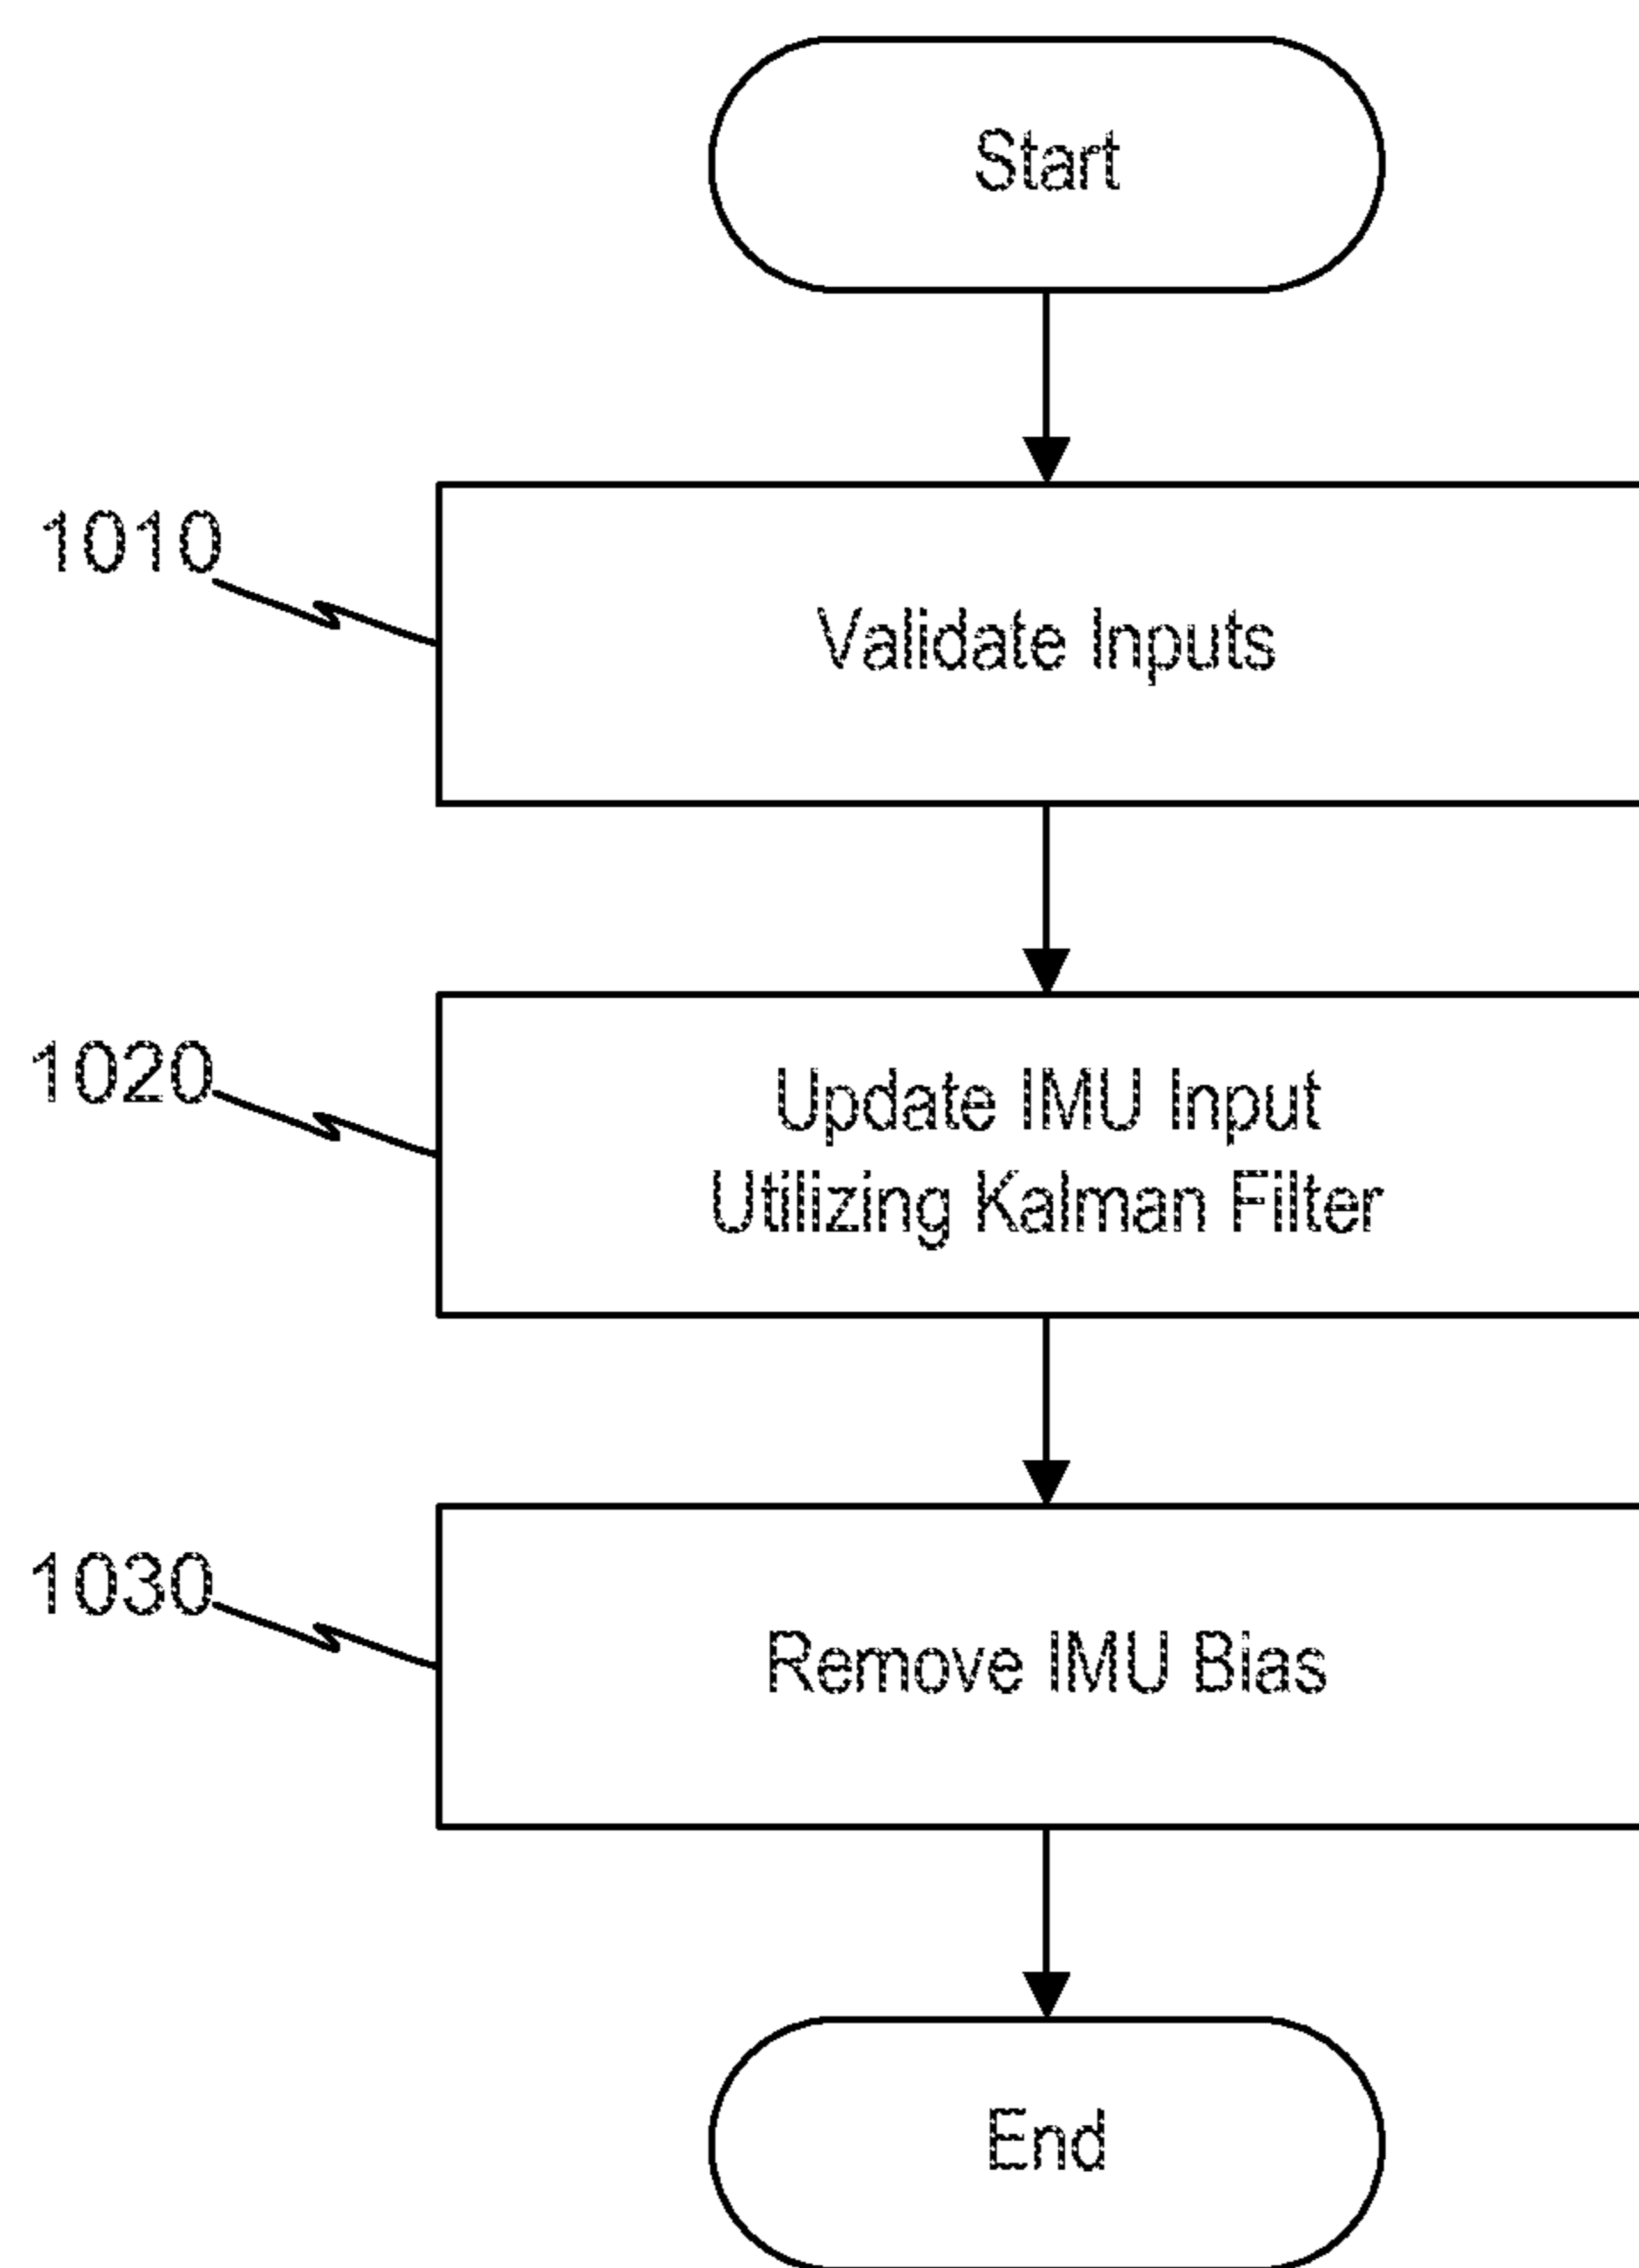 Start
1010
Validate Inputs
1020
Update IMU Input
Utilizing Kalman Filter
1030
Remove IMU Bias
End